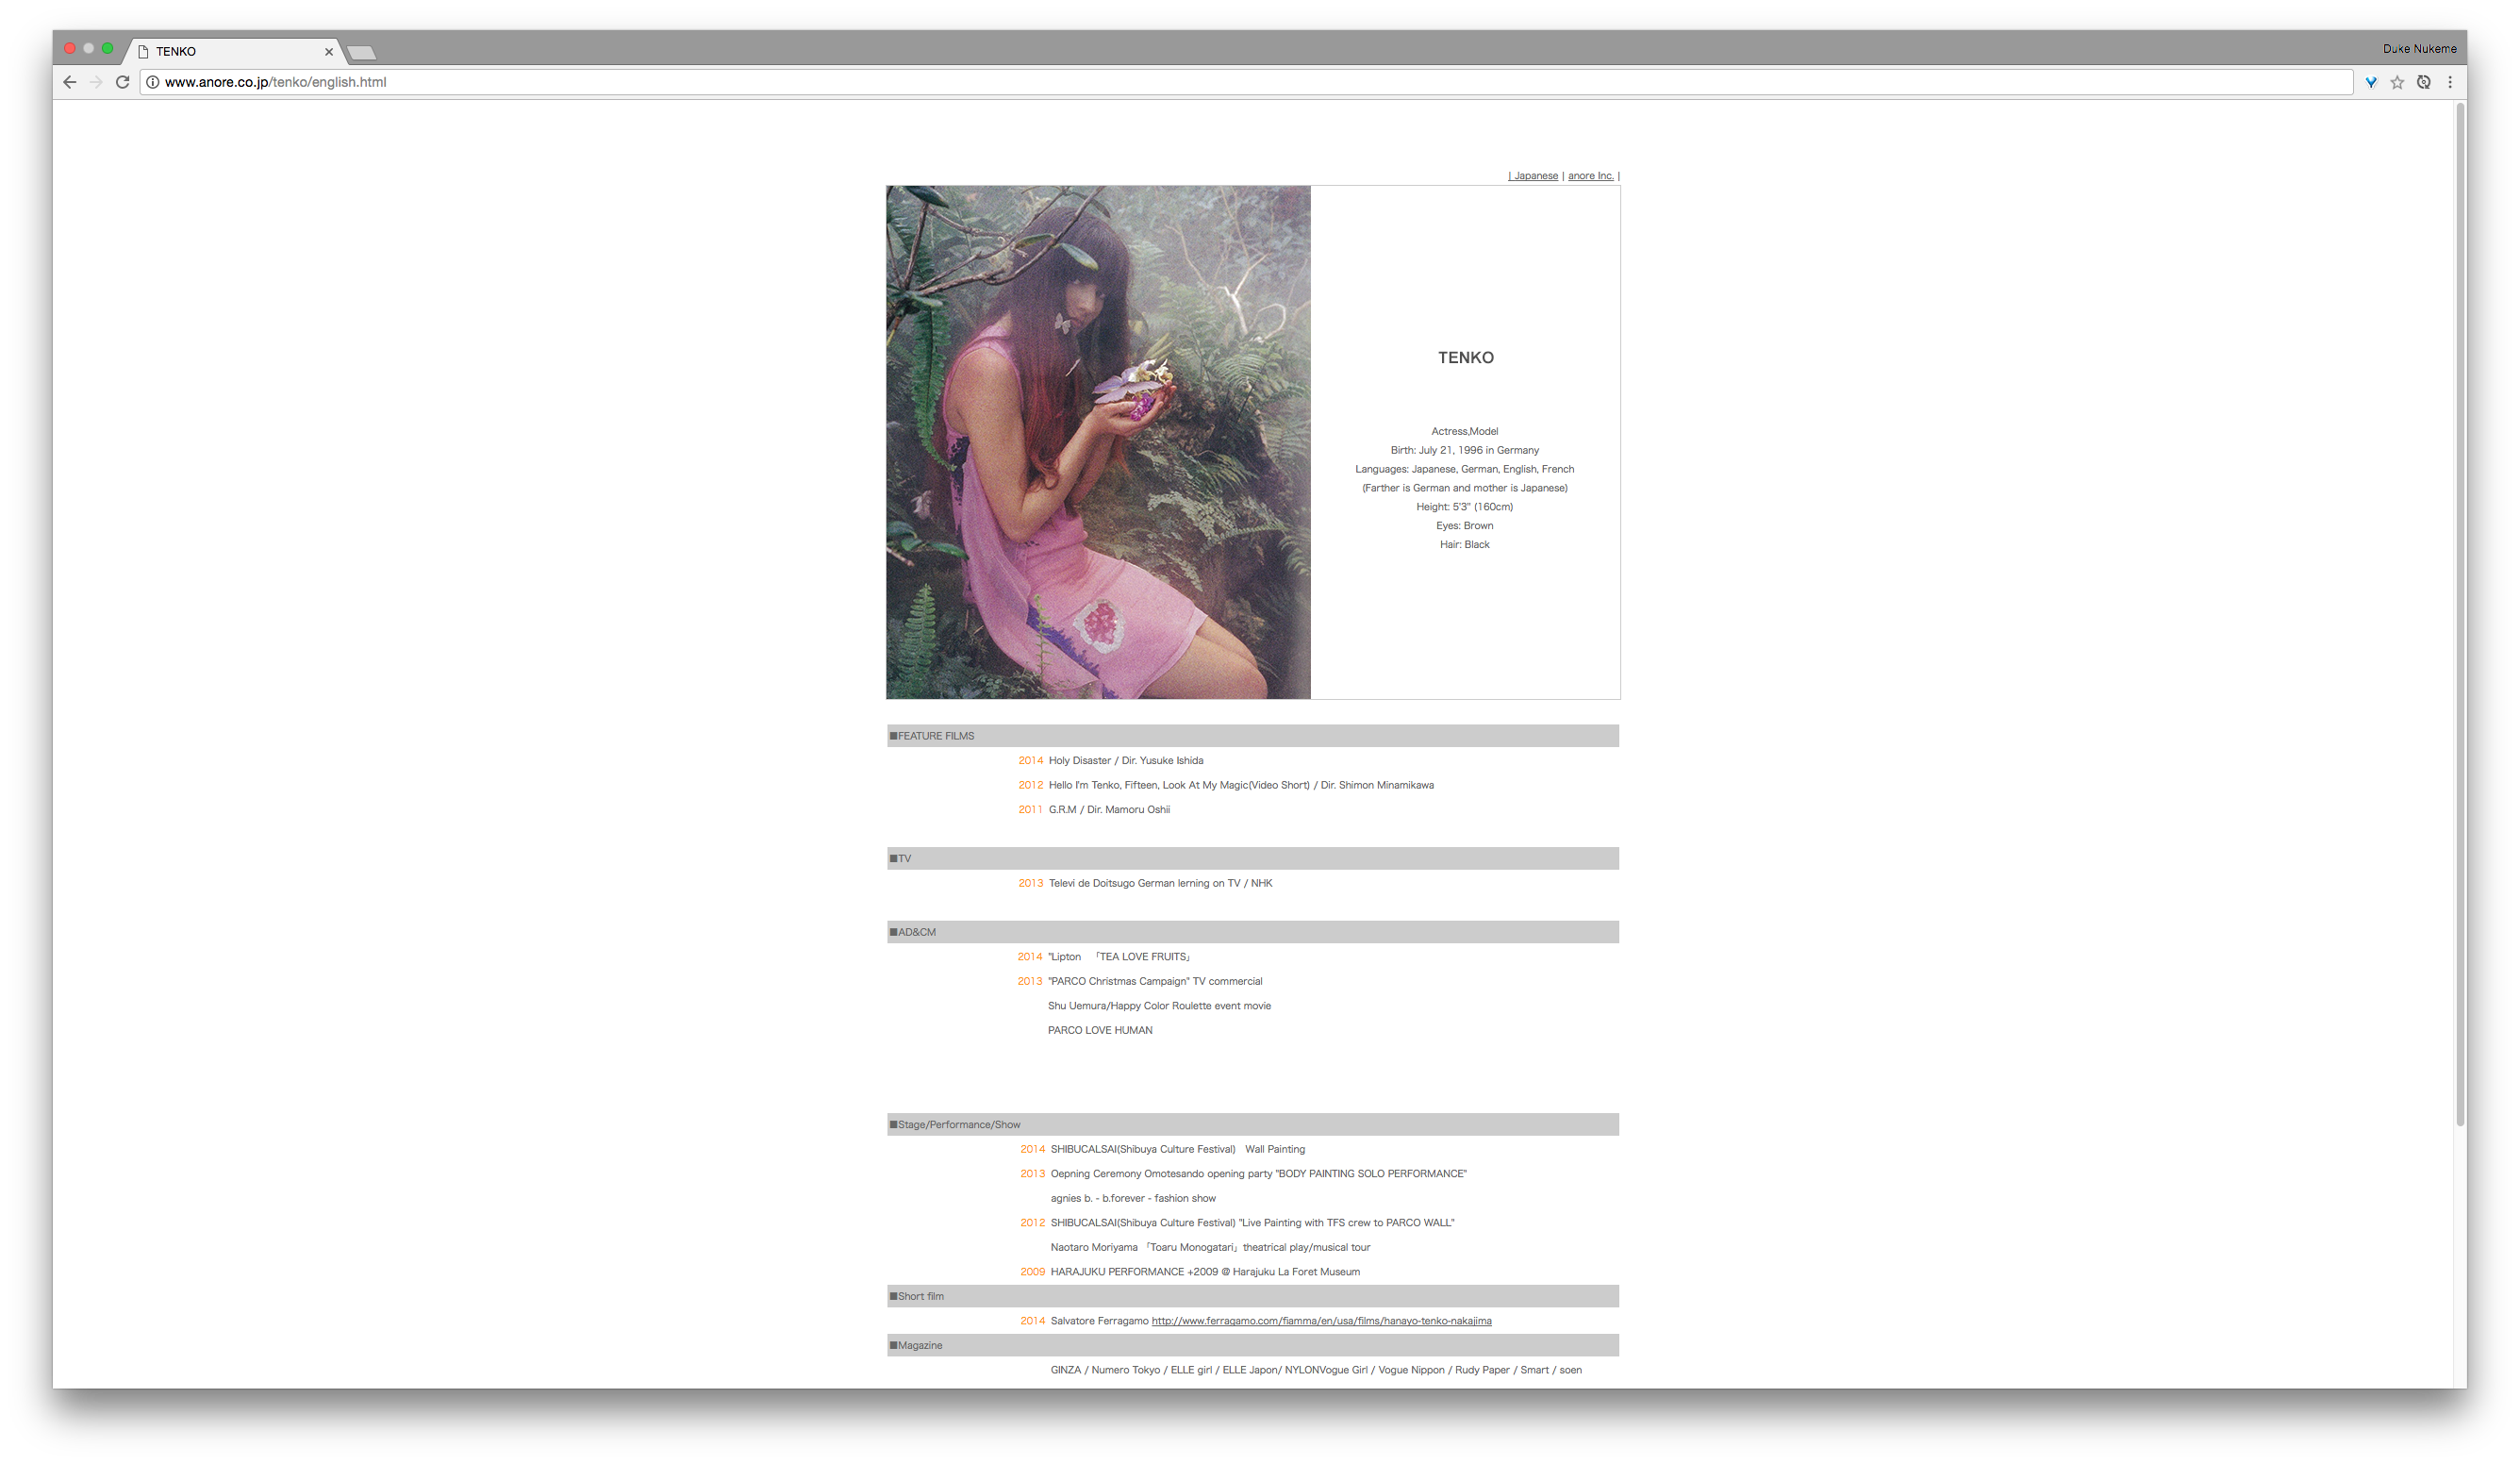 TENKO
Duke Nukeme
www.anore.co.jp/tenko/english.html
| Japanese | anore Inc. |
TENKO
Actress,Model
Birth: July 21, 1996 in Germany
Languages: Japanese, German, English, French
(Farther is German and mother is Japanese)
Height: 5'3" (160cm)
Eyes: Brown
Hair: Black
■FEATURE FILMS
2014 Holy Disaster / Dir. Yusuke Ishida
2012 Hello I'm Tenko, Fifteen, Look At My Magic(Video Short) / Dir. Shimon Minamikawa
2011 G.R.M / Dir. Mamoru Oshii
■TV
2013 Televi de Doitsugo German lerning on TV / NHK
■AD&CM
2014 "Lipton 「TEA LOVE FRUITS」
2013 "PARCO Christmas Campaign" TV commercial
Shu Uemura/Happy Color Roulette event movie
PARCO LOVE HUMAN
■Stage/Performance/Show
2014 SHIBUCALSAI(Shibuya Culture Festival) Wall Painting
2013 Oepning Ceremony Omotesando opening party "BODY PAINTING SOLO PERFORMANCE"
agnies b. - b.forever - fashion show
2012 SHIBUCALSAI(Shibuya Culture Festival) "Live Painting with TFS crew to PARCO WALL"
Naotaro Moriyama 「Toaru Monogatari」theatrical play/musical tour
2009 HARAJUKU PERFORMANCE +2009 @ Harajuku La Foret Museum
■Short film
2014 Salvatore Ferragamo http://www.ferragamo.com/fiamma/en/usa/films/hanayo-tenko-nakajima
■Magazine
GINZA / Numero Tokyo / ELLE girl / ELLE Japon/ NYLONVogue Girl / Vogue Nippon / Rudy Paper / Smart / soen